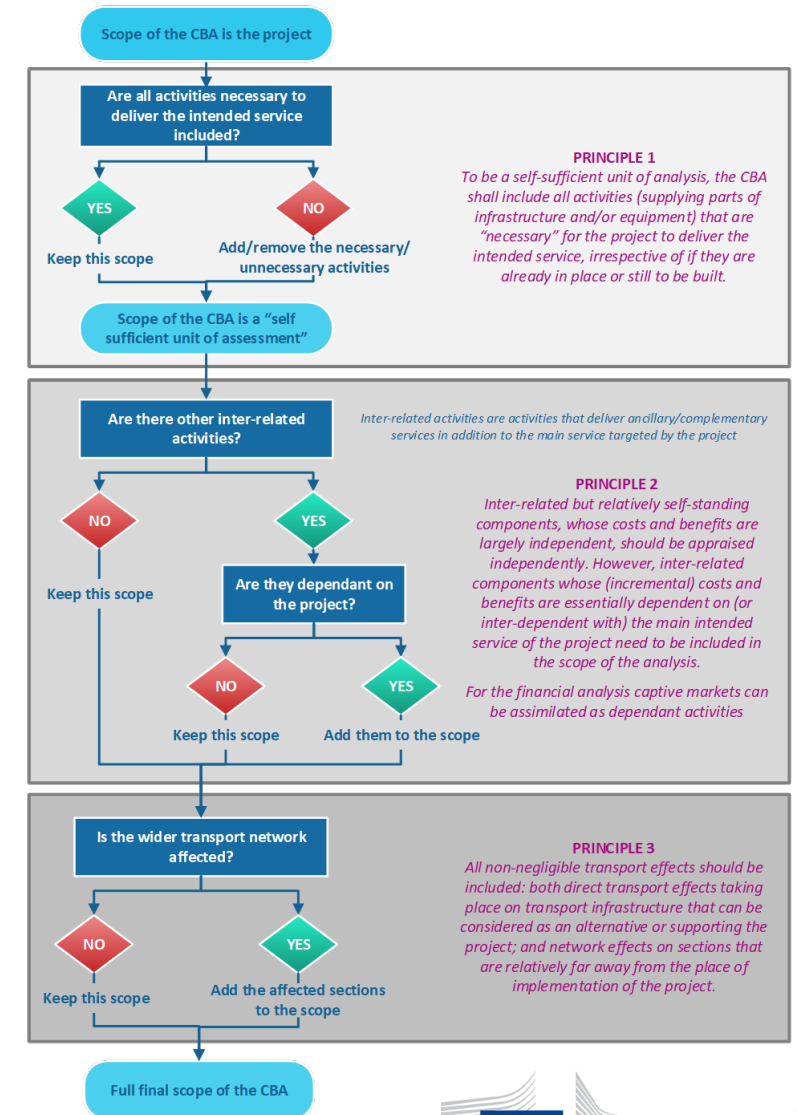 Scope of the CBA is the project
Are all activities necessary to
deliver the intended service
included?
PRINCIPLE 1
To be a self-sufficient unit of analysis, the CBA
shall include all activities (supplying parts of
infrastructure and/or equipment) that are
“necessary” for the project to deliver the
intended service, irrespective of if they are
already in place or still to be built.
YES
NO
Keep this scope
Add/remove the necessary/
unnecessary activities
Scope of the CBA is a “self
sufficient unit of assessment”
Are there other inter-related
activities?
Inter-related activities are activities that deliver ancillary/complementary
services in addition to the main service targeted by the project
PRINCIPLE 2
Inter-related but relatively self-standing
components, whose costs and benefits are
largely independent, should be appraised
independently. However, inter-related
components whose (incremental) costs and
benefits are essentially dependent on (or
inter-dependent with) the main intended
service of the project need to be included in
the scope of the analysis.
For the financial analysis captive markets can
be assimilated as dependant activities
NO
YES
Keep this scope
Are they dependant on
the project?
NO
YES
Keep this scope
Add them to the scope
Is the wider transport network
affected?
PRINCIPLE 3
All non-negligible transport effects should be
included: both direct transport effects taking
place on transport infrastructure that can be
considered as an alternative or supporting the
project; and network effects on sections that
are relatively far away from the place of
implementation of the project.
NO
YES
Keep this scope
Add the affected sections
to the scope
Full final scope of the CBA